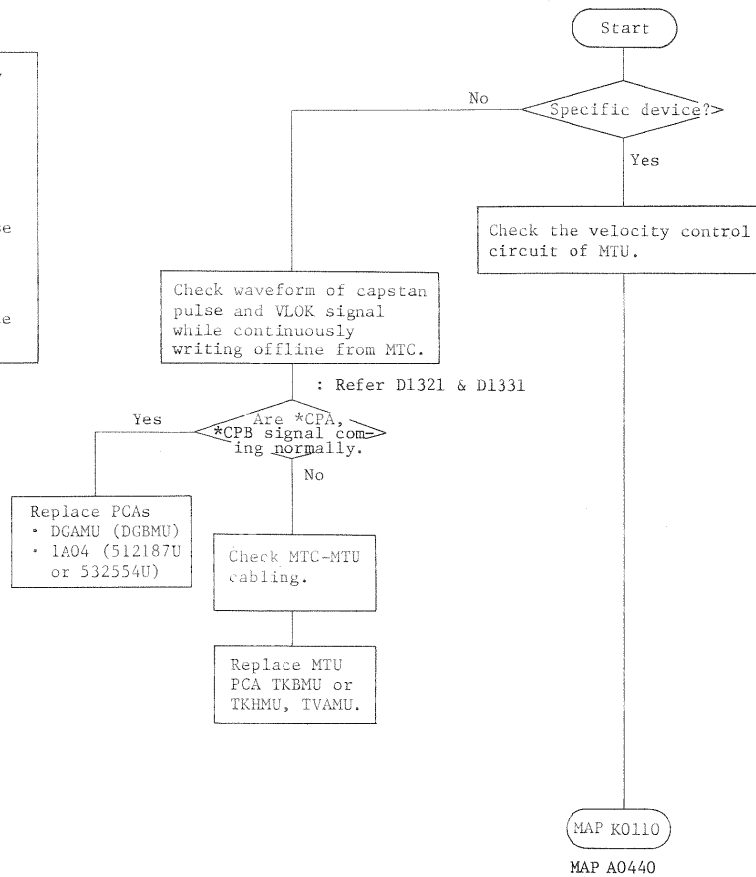 Start
Specific device?
No
Yes
Check the velocity control
circuit of MTU.
Check waveform of capstan
pulse and VLOK signal
while continuously
writing offline from MTC.
: Refer D1321 & D1331
Are *CPA,
*CPB signal com-
ing normally.
Yes
No
Replace PCAs
• DGAMU (DGBMU)
• 1A04 (512187U
or 532554U)
Check MTC-MTU
cabling.
Replace MTU
PCA TKBMU or
TKHMU, TVAMU.
MAP K0110
MAP A0440